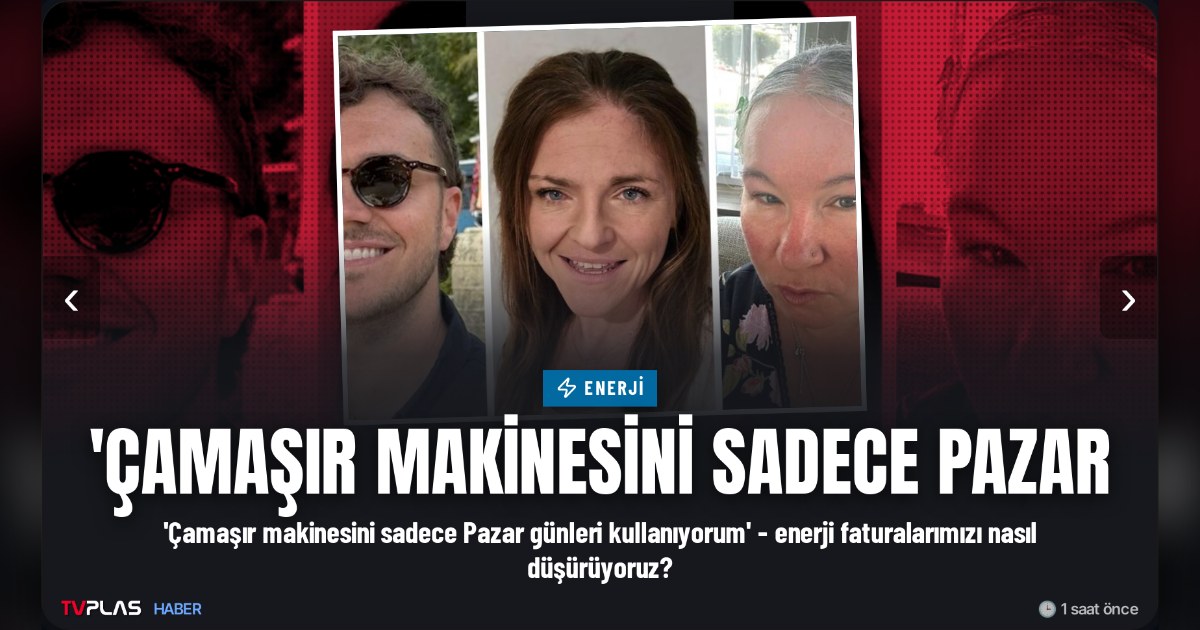 ENERJİ
'ÇAMAŞIR MAKİNESİNİ SADECE PAZAR
'Çamaşır makinesini sadece Pazar günleri kullanıyorum' - enerji faturalarımızı nasıl
düşürüyoruz?
TVPLAS HABER
1 saat önce